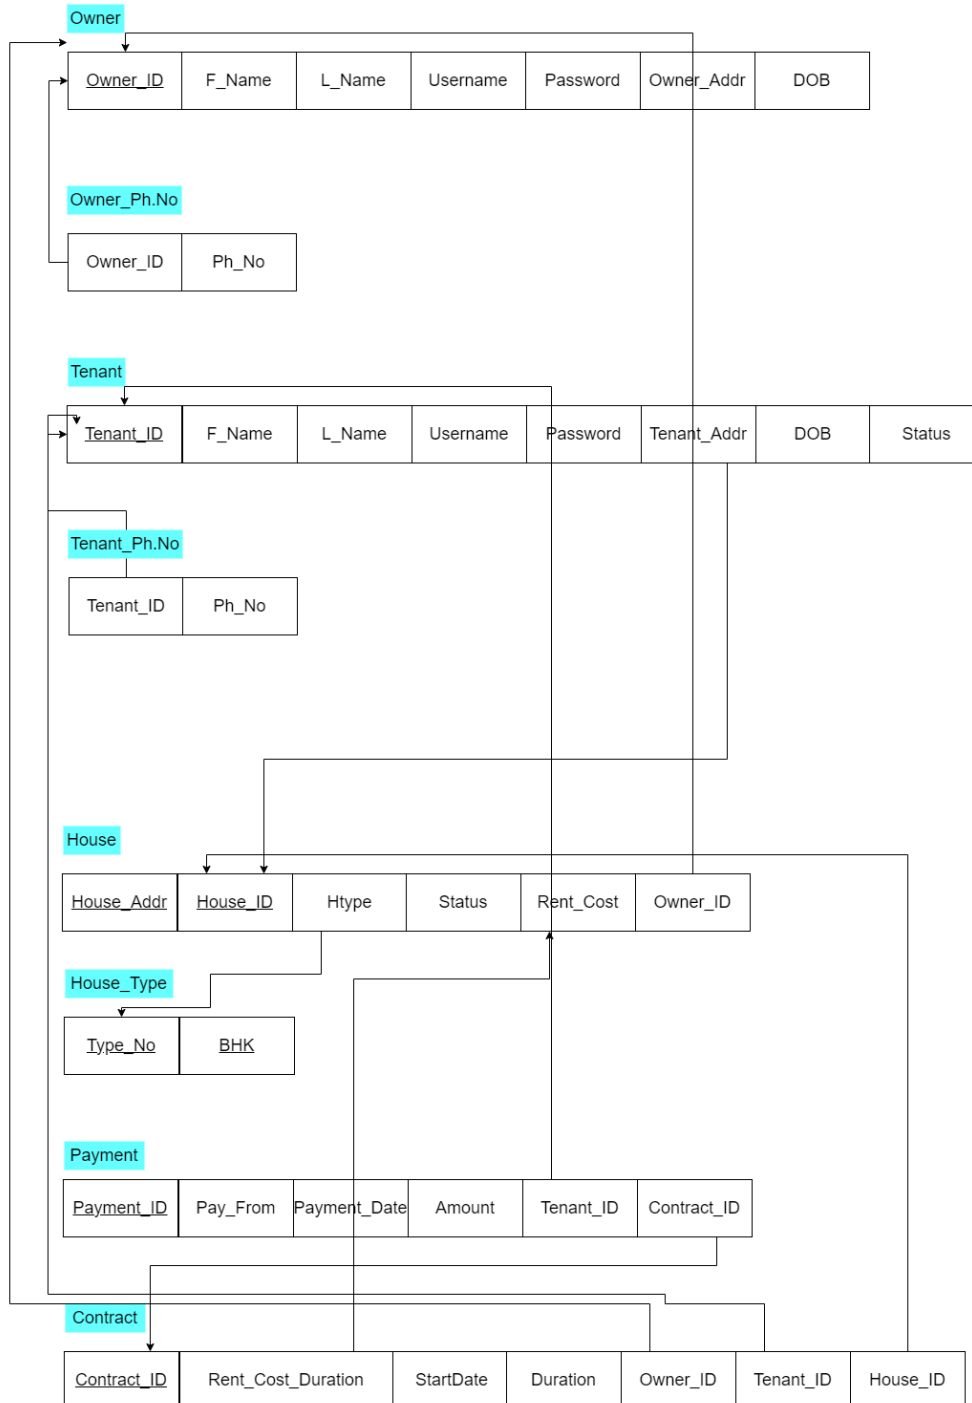 Owner
Owner_ID F_Name L_Name Username Password Owner_Addr DOB
Owner_Ph.No
Owner_ID Ph_No
Tenant
Tenant_ID F_Name L_Name Username Password Tenant_Addr DOB Status
Tenant_Ph.No
Tenant_ID Ph_No
House
House_Addr House_ID Htype Status Rent_Cost Owner_ID
House_Type
Type_No BHK
Payment
Payment_ID Pay_From Payment_Date Amount Tenant_ID Contract_ID
Contract
Contract_ID Rent_Cost_Duration StartDate Duration Owner_ID Tenant_ID House_ID